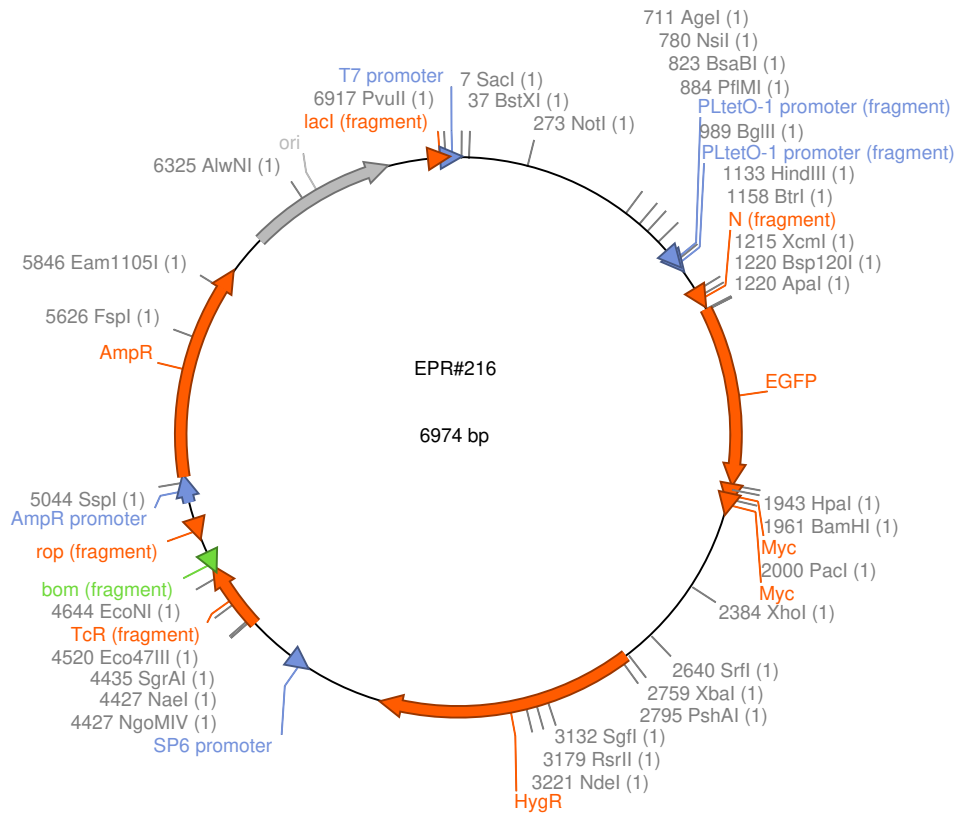 711 AgeI (1)
780 NsiI (1)
823 BsaBI (1)
884 PflMI (1)
PLtetO-1 promoter (fragment)
989 BglII (1)
PLtetO-1 promoter (fragment)
1133 HindIII (1)
1158 BtrI (1)
N (fragment)
1215 XcmI (1)
1220 Bsp120I (1)
1220 ApaI (1)
T7 promoter
7 SacI (1)
6917 PvuII (1)
37 BstXI (1)
lacI (fragment)
273 NotI (1)
ori
6325 AlwNI (1)
5846 Eam1105I (1)
5626 FspI (1)
AmpR
EPR#216
6974 bp
EGFP
5044 SspI (1)
AmpR promoter
rop (fragment)
bom (fragment)
4644 EcoNI (1)
TcR (fragment)
4520 Eco47III (1)
4435 SgrAI (1)
4427 NaeI (1)
4427 NgoMIV (1)
SP6 promoter
1943 HpaI (1)
1961 BamHI (1)
Myc
2000 PacI (1)
Myc
2384 XhoI (1)
2640 SrfI (1)
2759 XbaI (1)
2795 PshAI (1)
3132 SgfI (1)
3179 RsrII (1)
3221 NdeI (1)
HygR